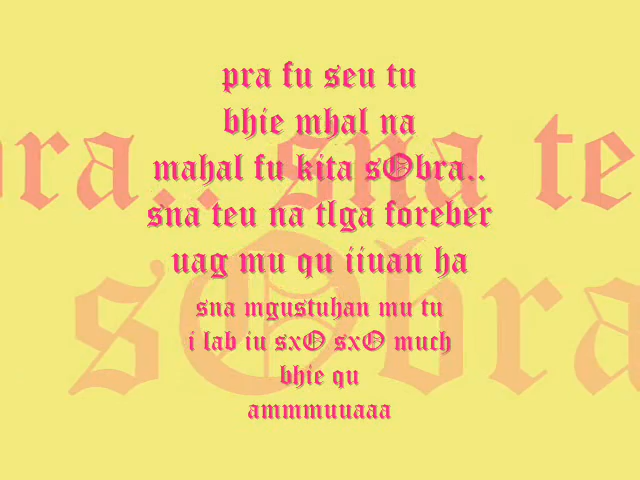 pra fu seu tu
bhie mhal na
mahal fu kita sObra..
sna teu na tlga foreber
uag mu qu iiuan ha
sna mgustuhan mu tu
i lab iu sxO sxO much
bhie qu
ammmuuaaa